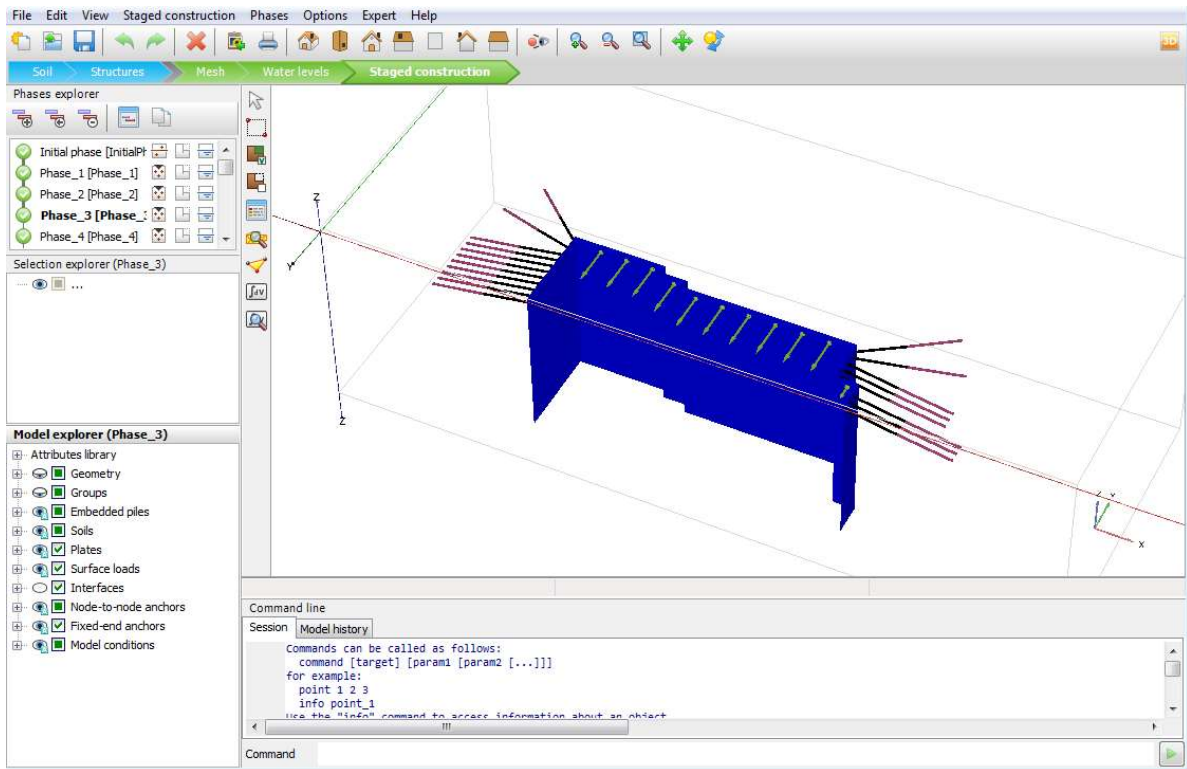 File Edit View Staged construction Phases Options Expert Help
3D
Soil Structures Mesh Water levels Staged construction
Phases explorer
Initial phase [InitialPh
Phase_1 [Phase_1]
Phase_2 [Phase_2]
Phase_3 [Phase_:
Phase_4 [Phase_4]
Selection explorer (Phase_3)
...
Model explorer (Phase_3)
Attributes library
Geometry
Groups
Embedded piles
Soils
Plates
Surface loads
Interfaces
Node-to-node anchors
Fixed-end anchors
Model conditions
∫dV
Z
Y
Z
Z Y
X
Command line
Session Model history
Commands can be called as follows:
command [target] [param1 [param2 [...]]]
for example:
point 1 2 3
info point_1
Use the "info" command to access information about an object
Command